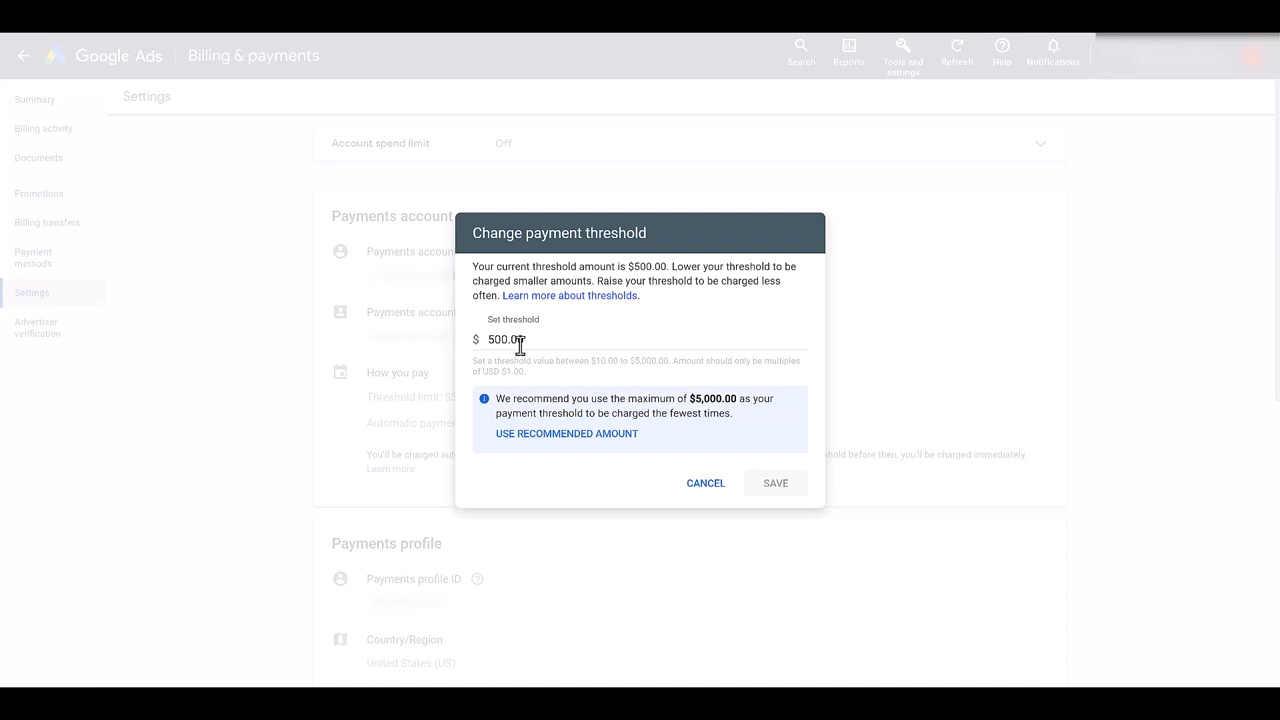 Google Ads
Billing & payments
Search
Reports
Tools and
settings
Refresh
Help
Notifications
Summary
Billing activity
Documents
Promotions
Billing transfers
Payment
methods
Settings
Advertiser
verification
Settings
Account spend limit
Off
Payments account
Payments accoun
Payments accoun
How you pay
Threshold limit: $5
Automatic paymen
You'll be charged aut
hold before then, you'll be charged immediately.
Learn more
Change payment threshold
Your current threshold amount is $500.00. Lower your threshold to be
charged smaller amounts. Raise your threshold to be charged less
often. Learn more about thresholds.
Set threshold
$ 500.00
Set a threshold value between $10.00 to $5,000.00. Amount should only be multiples
of USD $1.00.
We recommend you use the maximum of $5,000.00 as your
payment threshold to be charged the fewest times.
USE RECOMMENDED AMOUNT
CANCEL
SAVE
Payments profile
Payments profile ID
Country/Region
United States (US)